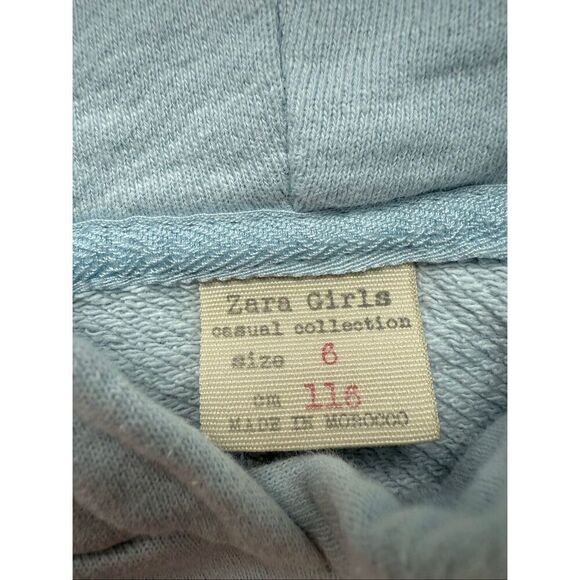 Zara Girls
casual collection
size 6
cm 116
MADE IN MOROCCO